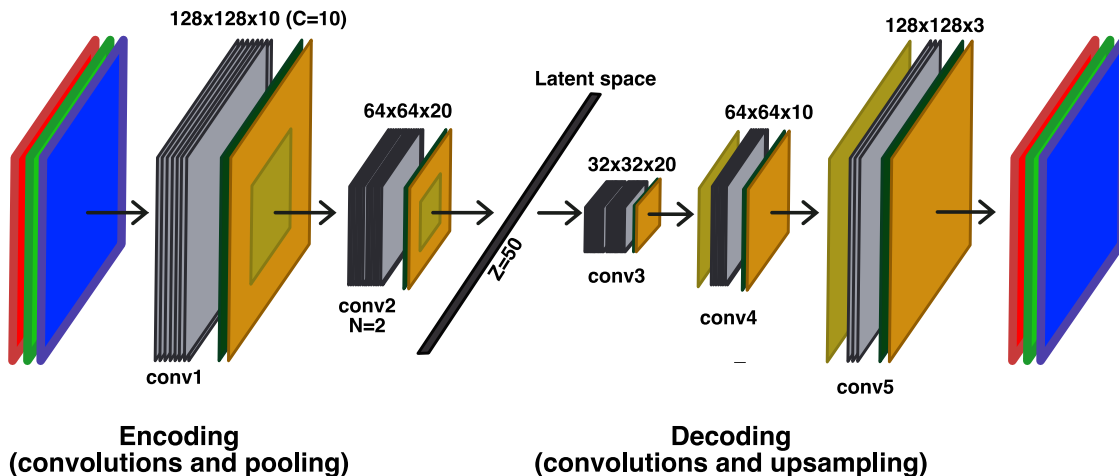 128x128x10 (C=10)
128x128x3
Latent space
64x64x20
64x64x10
32x32x20
Z=50
conv3
conv2
N=2
conv4
conv1
conv5
_
Encoding
(convolutions and pooling)
Decoding
(convolutions and upsampling)